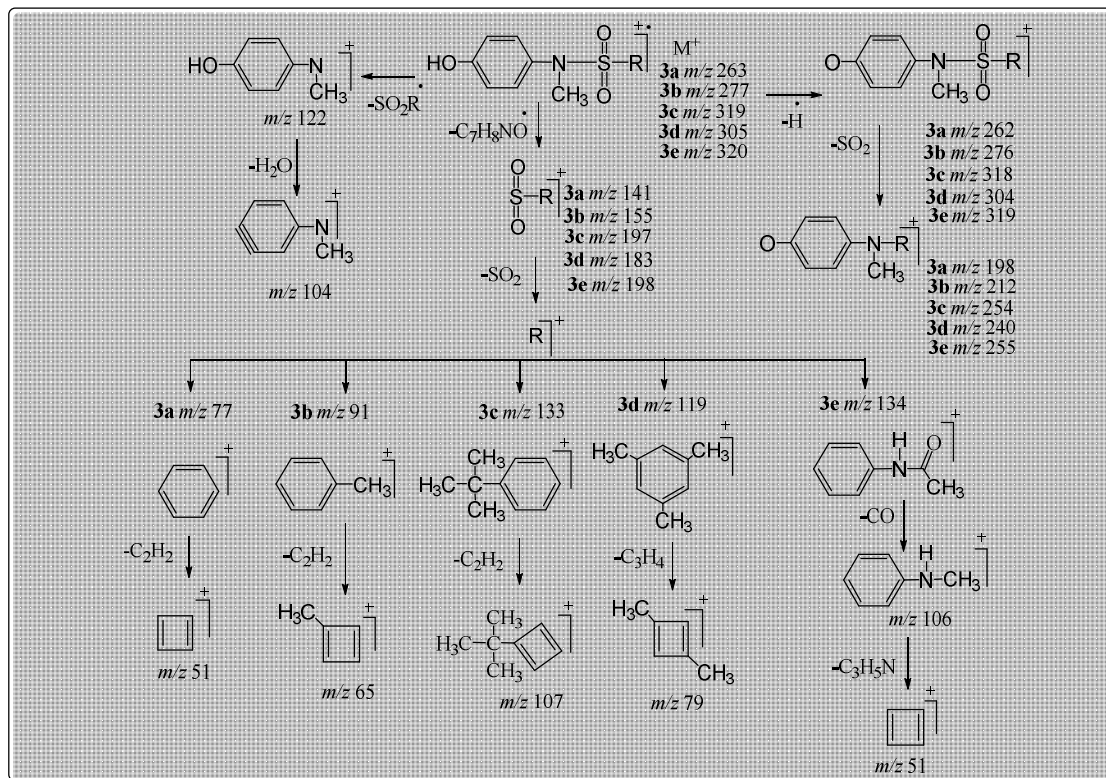 HO
N
CH₃
+
m/z 122
-SO₂R•
HO
N
CH₃
O
S
O
R
+•
M⁺
3a m/z 263
3b m/z 277
3c m/z 319
3d m/z 305
3e m/z 320
-H•
O
N
CH₃
O
S
O
R
+
3a m/z 262
3b m/z 276
3c m/z 318
3d m/z 304
3e m/z 319
-H₂O
N
CH₃
+
m/z 104
-C₇H₈NO•
O
S
O
R
+
3a m/z 141
3b m/z 155
3c m/z 197
3d m/z 183
3e m/z 198
-SO₂
O
N
R
CH₃
+
3a m/z 198
3b m/z 212
3c m/z 254
3d m/z 240
3e m/z 255
-SO₂
R
+
3a m/z 77
3b m/z 91
3c m/z 133
3d m/z 119
3e m/z 134
+
CH₃
+
CH₃
H₃C
C
CH₃
+
H₃C
CH₃
CH₃
+
H
N
O
CH₃
+
-C₂H₂
-C₂H₂
-C₂H₂
-C₃H₄
-CO
+
m/z 51
H₃C
+
m/z 65
CH₃
H₃C
C
CH₃
+
m/z 107
H₃C
CH₃
+
m/z 79
H
N
CH₃
+
m/z 106
-C₃H₅N
+
m/z 51